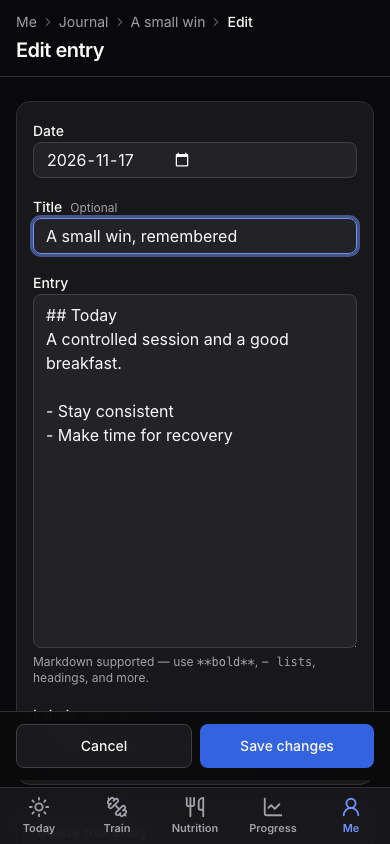 Me > Journal > A small win > Edit
Edit entry
Date
2026-11-17
Title Optional
A small win, remembered
Entry
## Today
A controlled session and a good
breakfast.
- Stay consistent
- Make time for recovery
Markdown supported — use **bold**, – lists,
headings, and more.
Cancel
Save changes
Today
Train
Nutrition
Progress
Me